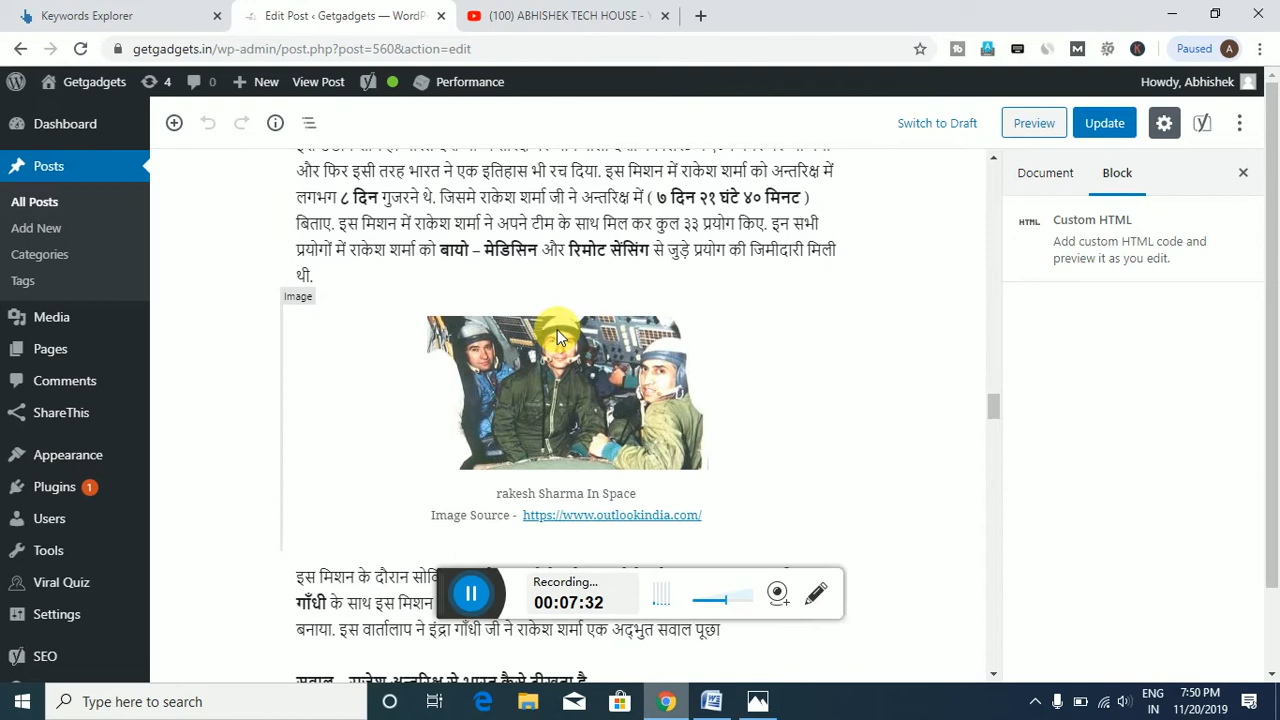 Keywords Explorer
Edit Post ‹ Getgadgets — WordP
(100) ABHISHEK TECH HOUSE - Y
getgadgets.in/wp-admin/post.php?post=560&action=edit
Paused
A
Getgadgets
4
0
New
View Post
Performance
Howdy, Abhishek
Dashboard
Posts
All Posts
Add New
Categories
Tags
Media
Pages
Comments
ShareThis
Appearance
Plugins 1
Users
Tools
Viral Quiz
Settings
SEO
Switch to Draft
Preview
Update
Document
Block
HTML
Custom HTML
Add custom HTML code and
preview it as you edit.
और फिर इसी तरह भारत ने एक इतिहास भी रच दिया. इस मिशन में राकेश शर्मा को अन्तरिक्ष में
लगभग ८ दिन गुजरने थे. जिसमे राकेश शर्मा जी ने अन्तरिक्ष में ( ७ दिन २१ घंटे ४० मिनट )
बिताए. इस मिशन में राकेश शर्मा ने अपने टीम के साथ मिल कर कुल ३३ प्रयोग किए. इन सभी
प्रयोगों में राकेश शर्मा को बायो – मेडिसिन और रिमोट सेंसिंग से जुड़े प्रयोग की जिमीदारी मिली
थी.
Image
rakesh Sharma In Space
Image Source - https://www.outlookindia.com/
इस मिशन के दौरान
गाँधी के साथ इस मिशन
बनाया. इस वार्तालाप ने इंद्रा गाँधी जी ने राकेश शर्मा एक अद्भुत सवाल पूछा
Recording...
00:07:32
Type here to search
ENG
IN
7:50 PM
11/20/2019